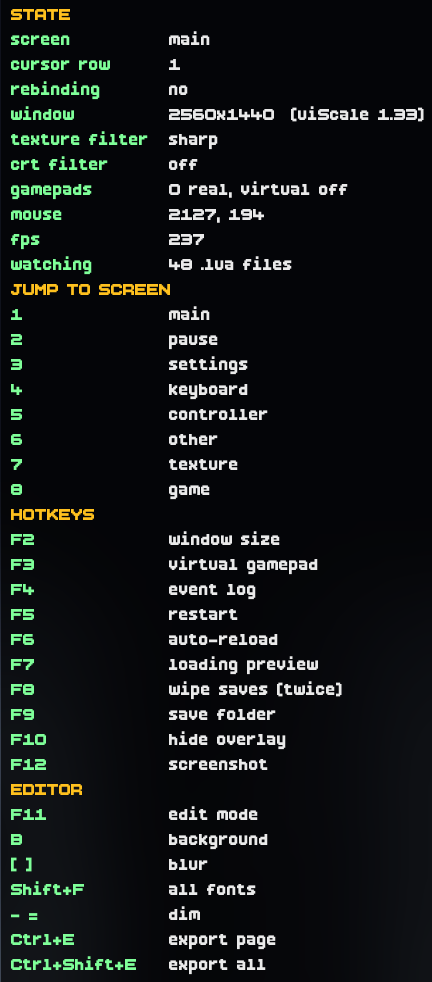 STATE
screen main
cursor row 1
rebinding no
window 2560x1440 (uiScale 1.33)
texture filter sharp
crt filter off
gamepads 0 real, virtual off
mouse 2127, 194
fps 237
watching 48 .lua files
JUMP TO SCREEN
1 main
2 pause
3 settings
4 keyboard
5 controller
6 other
7 texture
8 game
HOTKEYS
F2 window size
F3 virtual gamepad
F4 event log
F5 restart
F6 auto-reload
F7 loading preview
F8 wipe saves (twice)
F9 save folder
F10 hide overlay
F12 screenshot
EDITOR
F11 edit mode
B background
[ ] blur
Shift+F all fonts
- = dim
Ctrl+E export page
Ctrl+Shift+E export all